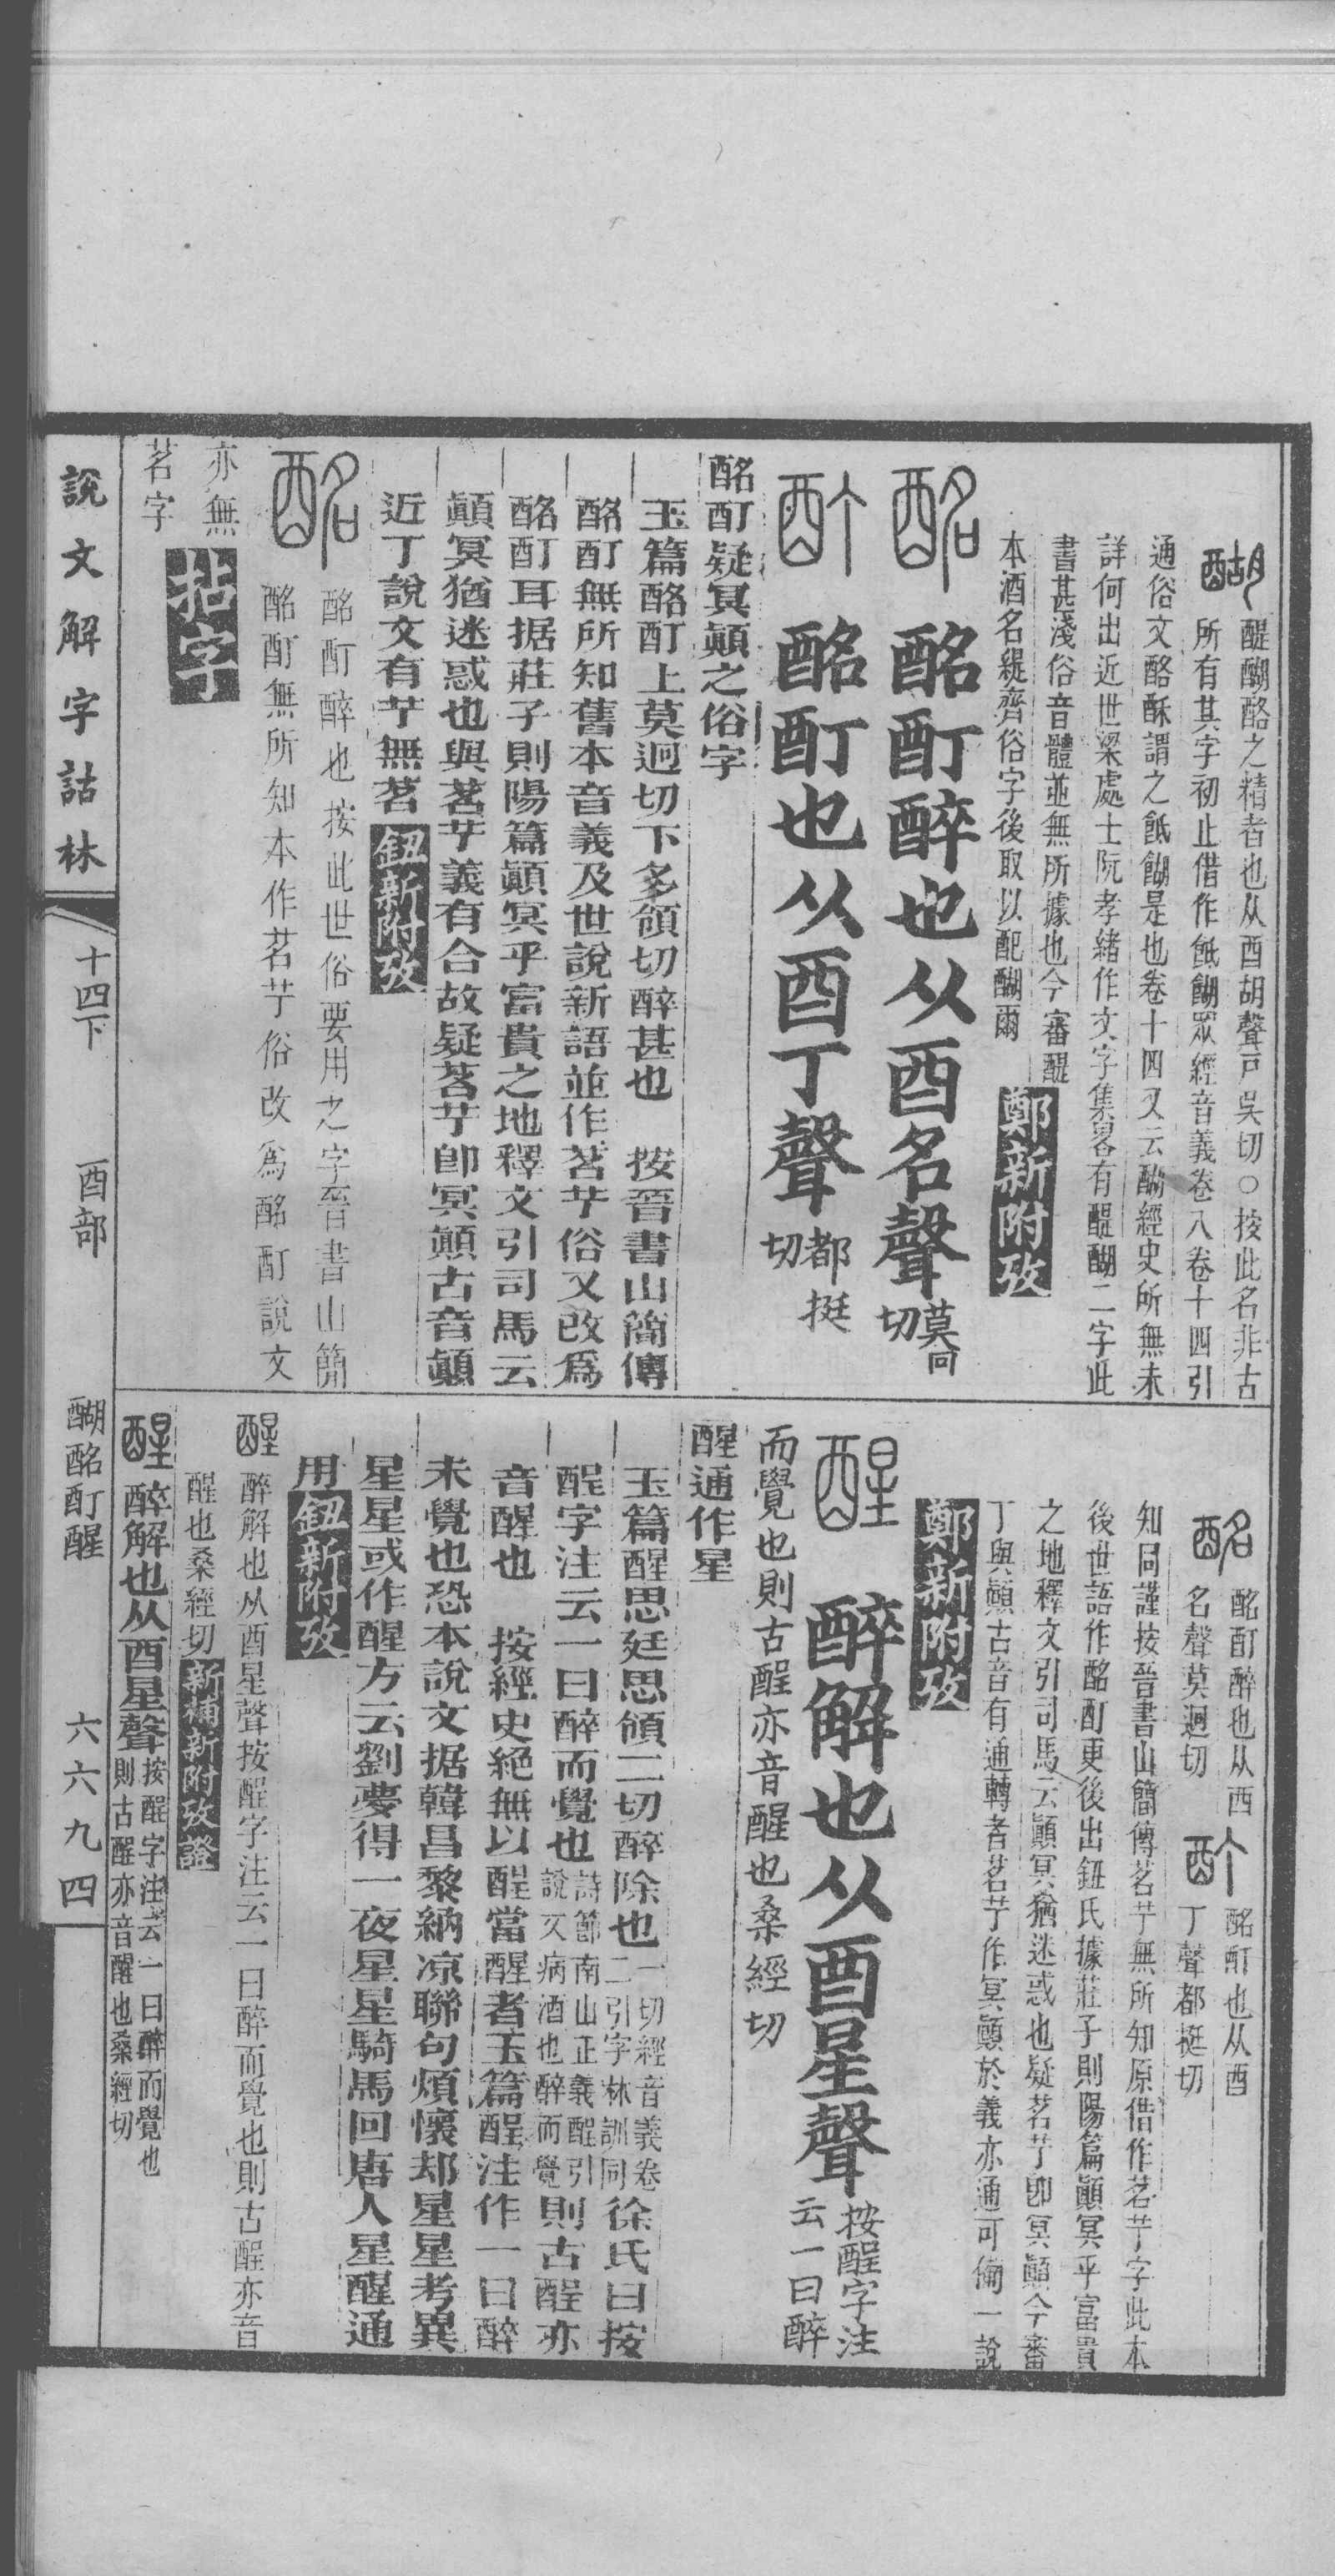 醐醍醐酪之精者也从酉胡聲戸吳切○按此名非古
所有其字初止借作䬫餬眾經音義卷八卷十四引
通俗文酪酥謂之䬫餬是也卷十四又云醐經史所無未
詳何出近世梁處士阮孝緒作文字集畧有醍醐二字此
書甚淺俗音體並無所據也今審醍
本酒名緹齊俗字後取以配醐爾
鄭新附攷
酩酩酊醉也从酉名聲莫迥切
酊酩酊也从酉丁聲都挺切
酩酊疑冥顚之俗字
玉篇酩酊上莫迥切下多領切醉甚也 按晉書山簡傳
酩酊無所知舊本音義及世說新語並作茗艼俗又改爲
酩酊耳据莊子則陽篇顚冥乎富貴之地釋文引司馬云
顚冥猶迷惑也與茗艼義有合故疑茗艼卽冥顚古音顚
近丁說文有艼無茗鈕新附攷
酩酩酊醉也按此世俗要用之字晉書山簡
酩酊無所知本作茗艼俗改爲酩酊說文
亦無
茗字
拈字
酩酩酊醉也从酉
名聲莫迥切
酊酩酊也从酉
丁聲都挺切
知同謹按晉書山簡傳茗艼無所知原借作茗艼字此本
後世語作酩酊更後出鈕氏據莊子則陽篇顚冥乎富貴
之地釋文引司馬云顚冥猶迷惑也疑茗艼卽冥顚今審
丁與顚古音有通轉者茗艼作冥顚於義亦通可備一說
鄭新附攷
醒醉解也从酉星聲按酲字注云一曰醉
而覺也則古酲亦音醒也桑經切
醒通作星
玉篇醒思廷思領二切醉除也一切經音義卷二引字林訓同徐氏曰按
酲字注云一曰醉而覺也詩節南山正義酲引說文病酒也醉而覺則古酲亦
音醒也 按經史絕無以酲當醒者玉篇酲注作一曰醉
未覺也恐本說文据韓昌黎納凉聯句煩懷却星星考異
星星或作醒方云劉夢得一夜星星騎馬回唐人星醒通
用鈕新附攷
醒醉解也从酉星聲按酲字注云一曰醉而覺也則古酲亦音
醒也桑經切新補新附攷證
醒醉解也从酉星聲按酲字注云一曰醉而覺也則古酲亦音醒也桑經切
說文解字詁林
十四下
酉部
醐酩酊醒
六六九四